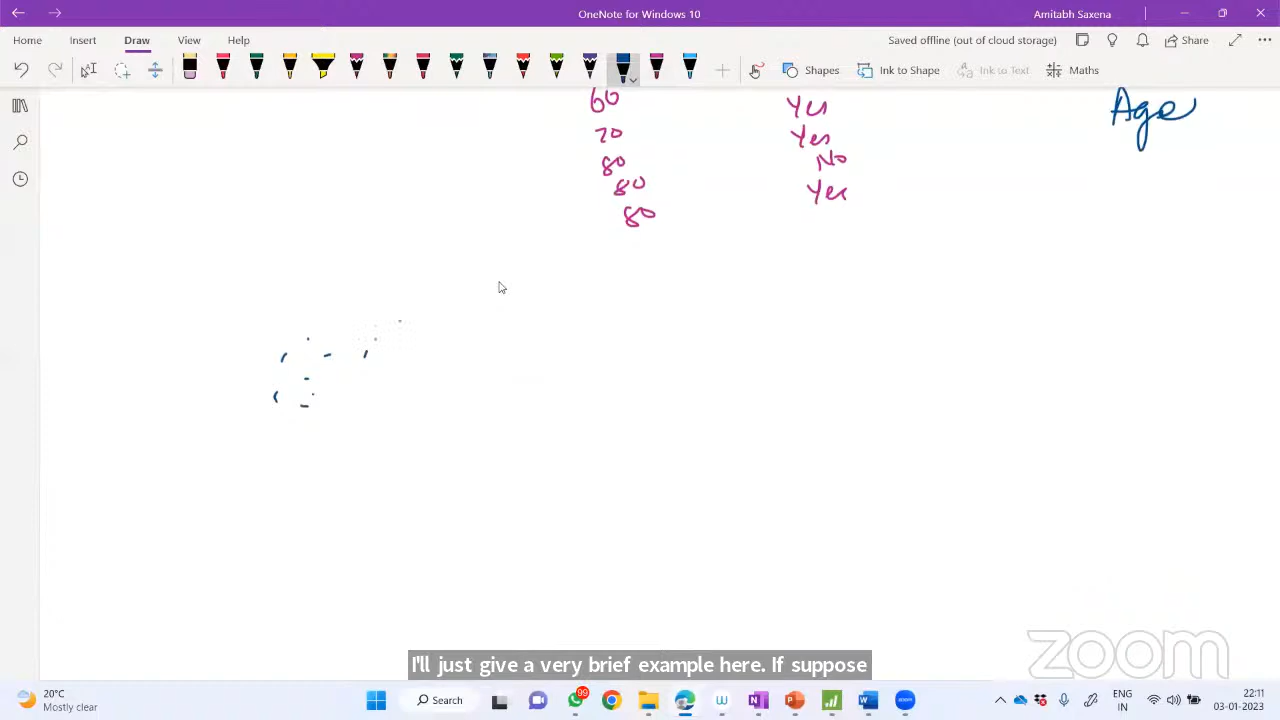 OneNote for Windows 10
Amitabh Saxena
Home Insert Draw View Help
Saved offline (out of cloud storage)
Share
Shapes
Ink to Shape
Ink to Text
Maths
60 Yes
70 Yes
80 No
80 Yes
80
Age
zoom
I'll just give a very brief example here. If suppose
20°C
Mostly clear
Search
99
ENG
IN
22:11
03-01-2023